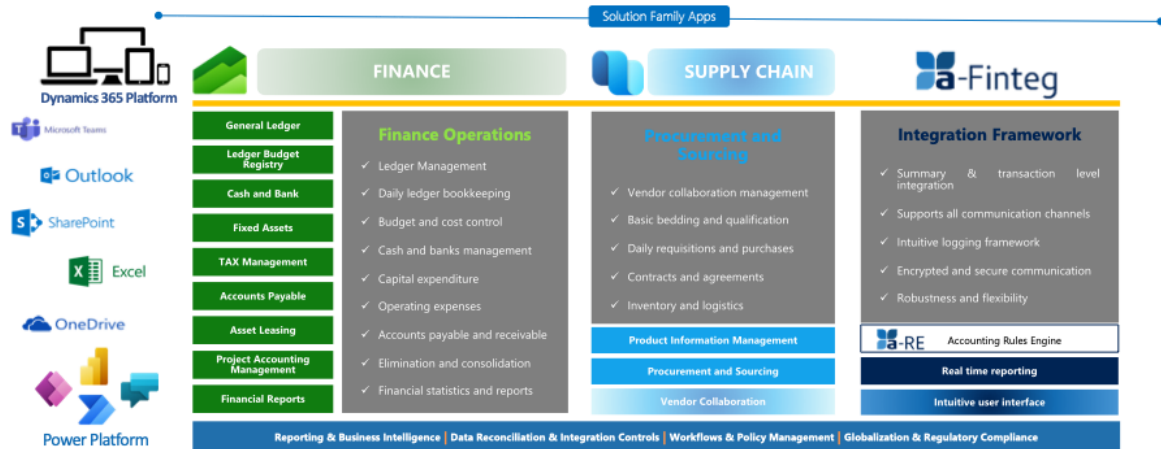 Solution Family Apps
Dynamics 365 Platform
FINANCE
SUPPLY CHAIN
a-Finteg
Microsoft Teams
Outlook
SharePoint
Excel
OneDrive
Power Platform
General Ledger
Ledger Budget
Registry
Cash and Bank
Fixed Assets
TAX Management
Accounts Payable
Asset Leasing
Project Accounting
Management
Financial Reports
Finance Operations
✓ Ledger Management
✓ Daily ledger bookkeeping
✓ Budget and cost control
✓ Cash and banks management
✓ Capital expenditure
✓ Operating expenses
✓ Accounts payable and receivable
✓ Elimination and consolidation
✓ Financial statistics and reports
Procurement and
Sourcing
✓ Vendor collaboration management
✓ Basic bedding and qualification
✓ Daily requisitions and purchases
✓ Contracts and agreements
✓ Inventory and logistics
Product Information Management
Procurement and Sourcing
Vendor Collaboration
Integration Framework
✓ Summary & transaction level
integration
✓ Supports all communication channels
✓ Intuitive logging framework
✓ Encrypted and secure communication
✓ Robustness and flexibility
a-RE Accounting Rules Engine
Real time reporting
Intuitive user interface
Reporting & Business Intelligence | Data Reconciliation & Integration Controls | Workflows & Policy Management | Globalization & Regulatory Compliance